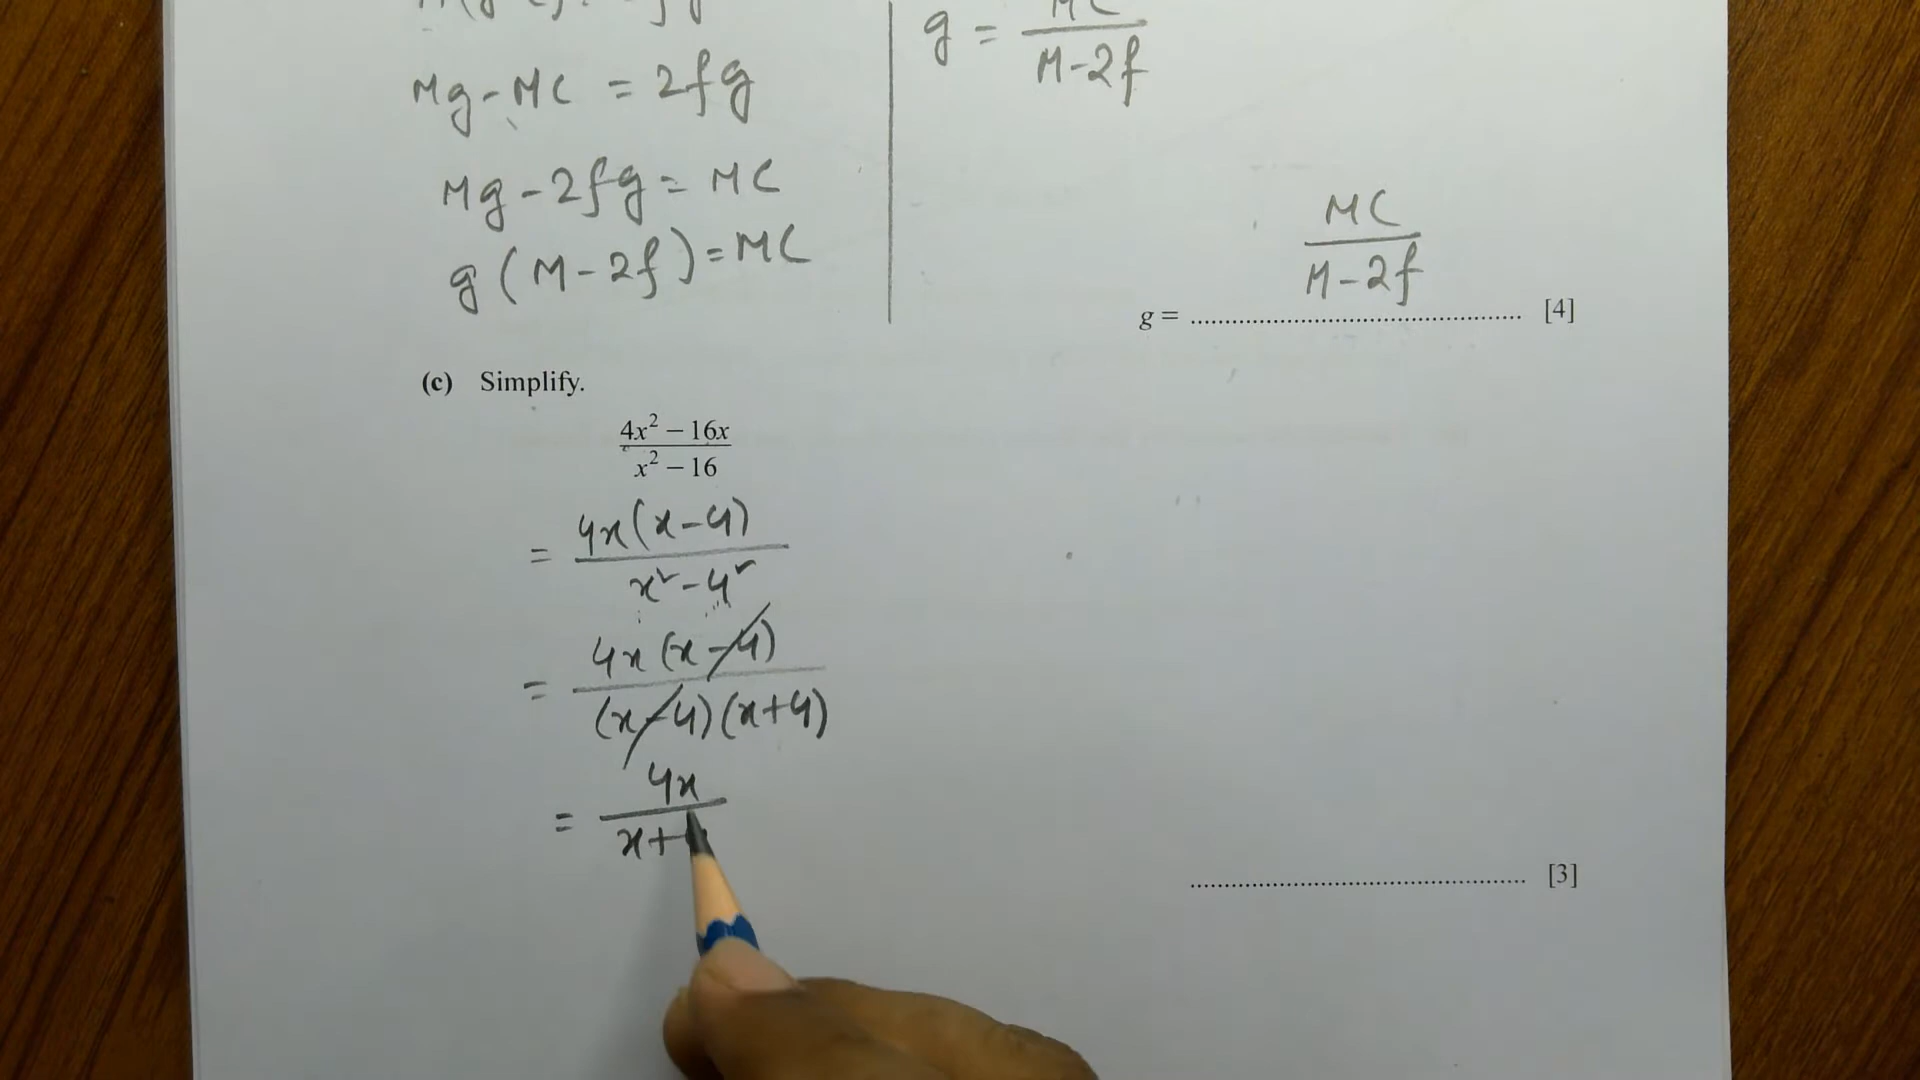 Mg - MC = 2fg
Mg - 2fg = MC
g(M - 2f) = MC
g = MC / M - 2f
MC / M - 2f
g = ................................................ [4]
(c) Simplify.
4x² − 16x
x² − 16
= 4x(x - 4) / x² - 4²
= 4x(x - 4) / (x - 4)(x + 4)
= 4x / x +
................................................ [3]